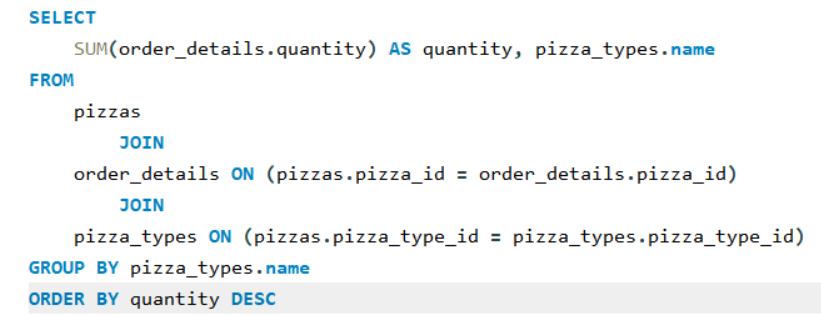 SELECT
SUM(order_details.quantity) AS quantity, pizza_types.name
FROM
pizzas
JOIN
order_details ON (pizzas.pizza_id = order_details.pizza_id)
JOIN
pizza_types ON (pizzas.pizza_type_id = pizza_types.pizza_type_id)
GROUP BY pizza_types.name
ORDER BY quantity DESC